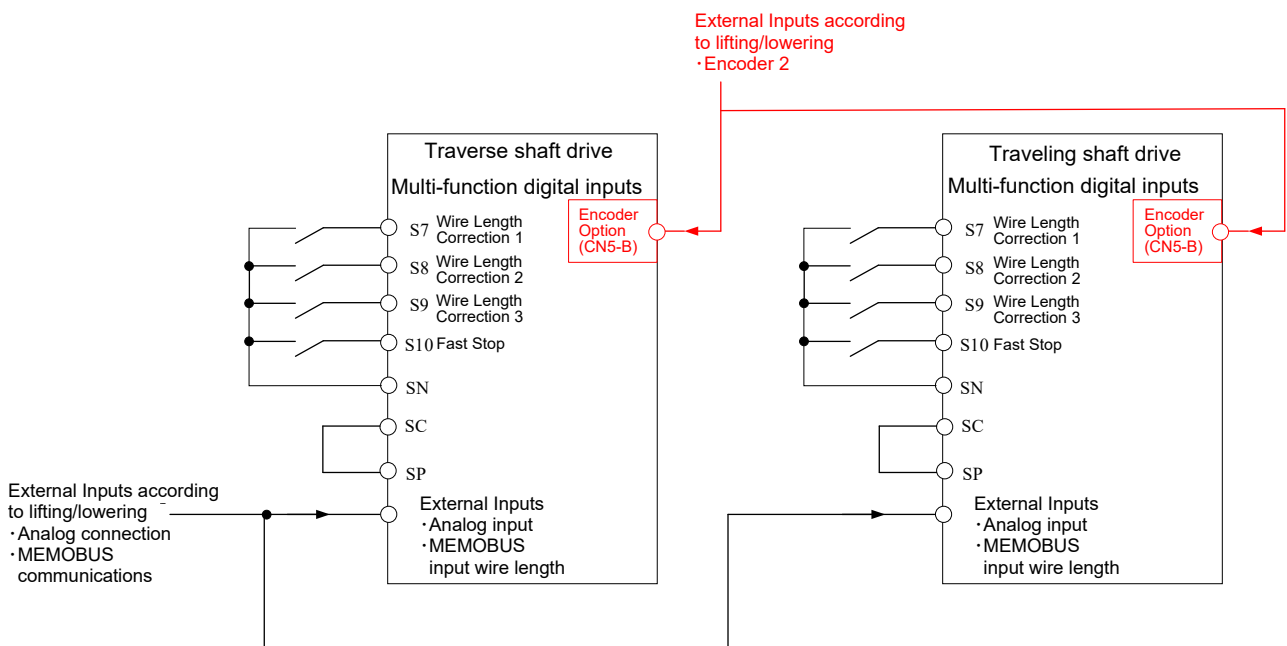 External Inputs according
to lifting/lowering
・Encoder 2
Traverse shaft drive
Multi-function digital inputs
Encoder
Option
(CN5-B)
S7 Wire Length
Correction 1
S8 Wire Length
Correction 2
S9 Wire Length
Correction 3
S10 Fast Stop
SN
SC
SP
External Inputs
・Analog input
・MEMOBUS
input wire length
Traveling shaft drive
Multi-function digital inputs
Encoder
Option
(CN5-B)
S7 Wire Length
Correction 1
S8 Wire Length
Correction 2
S9 Wire Length
Correction 3
S10 Fast Stop
SN
SC
SP
External Inputs
・Analog input
・MEMOBUS
input wire length
External Inputs according
to lifting/lowering
・Analog connection
・MEMOBUS
communications